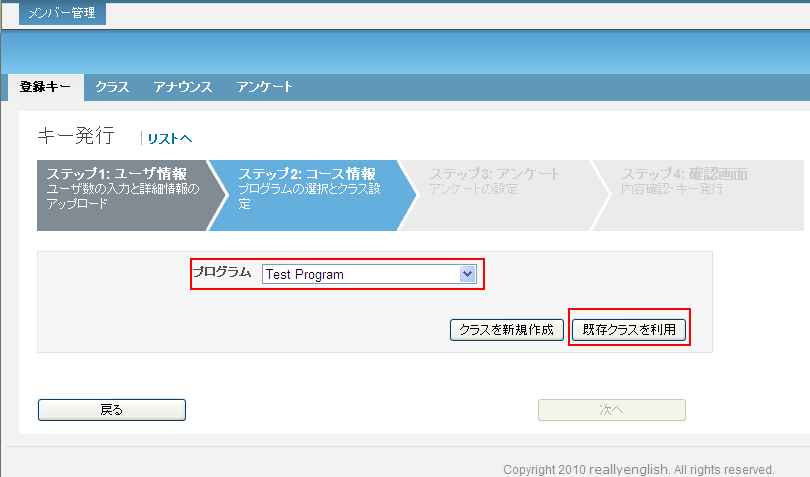 メンバー管理
登録キー クラス アナウンス アンケート
キー発行 リストへ
ステップ1: ユーザ情報
ユーザ数の入力と詳細情報の
アップロード
ステップ2: コース情報
プログラムの選択とクラス設
定
ステップ3: アンケート
アンケートの設定
ステップ4: 確認画面
内容確認・キー発行
プログラム Test Program
クラスを新規作成 既存クラスを利用
戻る 次へ
Copyright 2010 reallyenglish. All rights reserved.